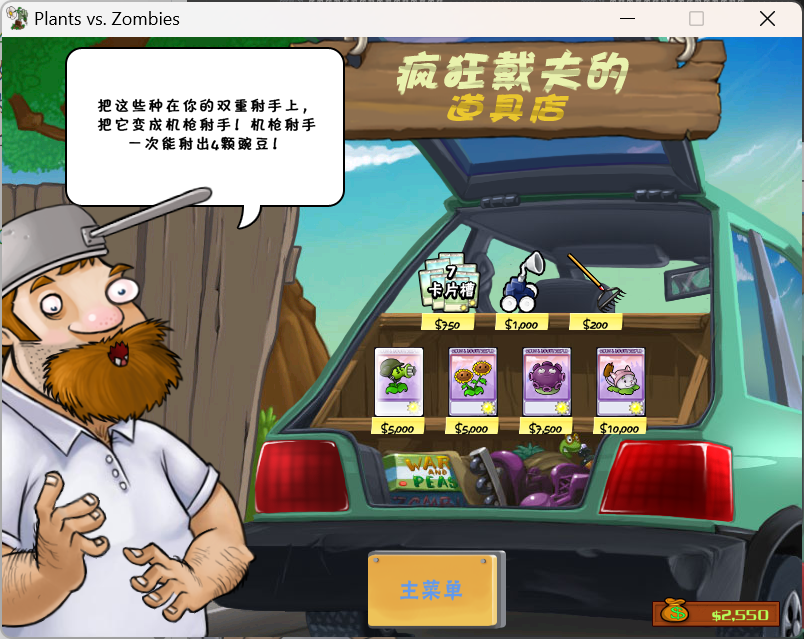 Plants vs. Zombies
把这些种在你的双重射手上，
把它变成机枪射手！机枪射手
一次能射出4颗豌豆！
疯狂戴夫的
道具店
7
卡片槽
$750
$1,000
$200
$5,000
$5,000
$7,500
$10,000
WAR
AND
PEAS
主菜单
$2,550